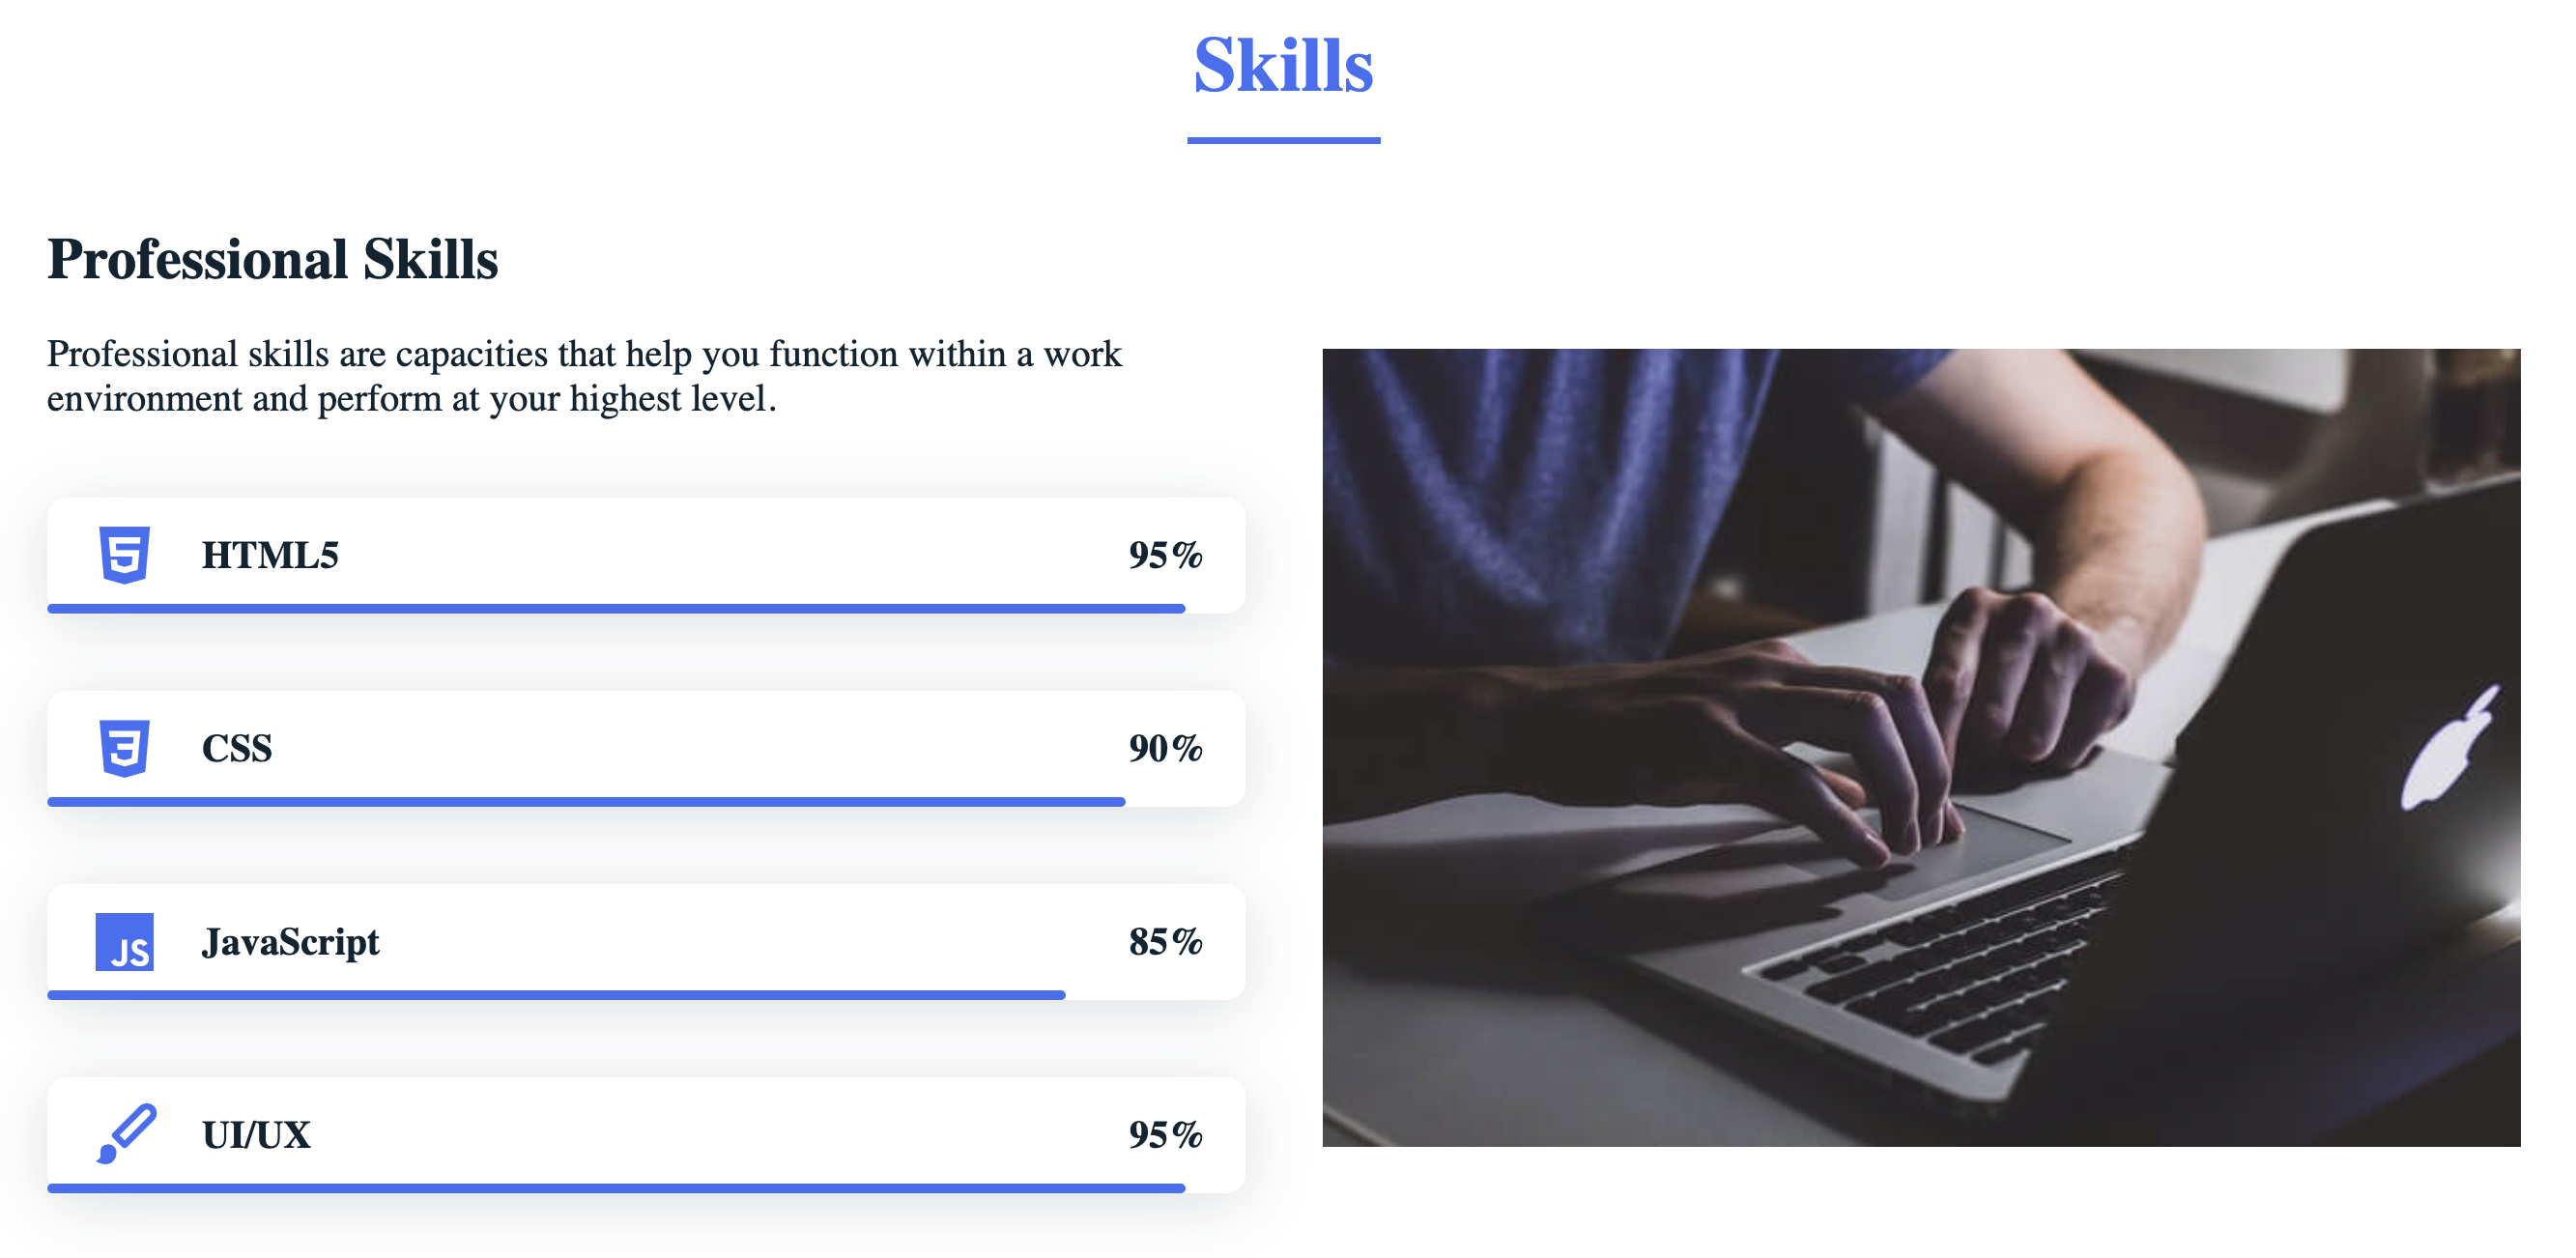 Skills
Professional Skills
Professional skills are capacities that help you function within a work
environment and perform at your highest level.
HTML5 95%
CSS 90%
JS JavaScript 85%
UI/UX 95%